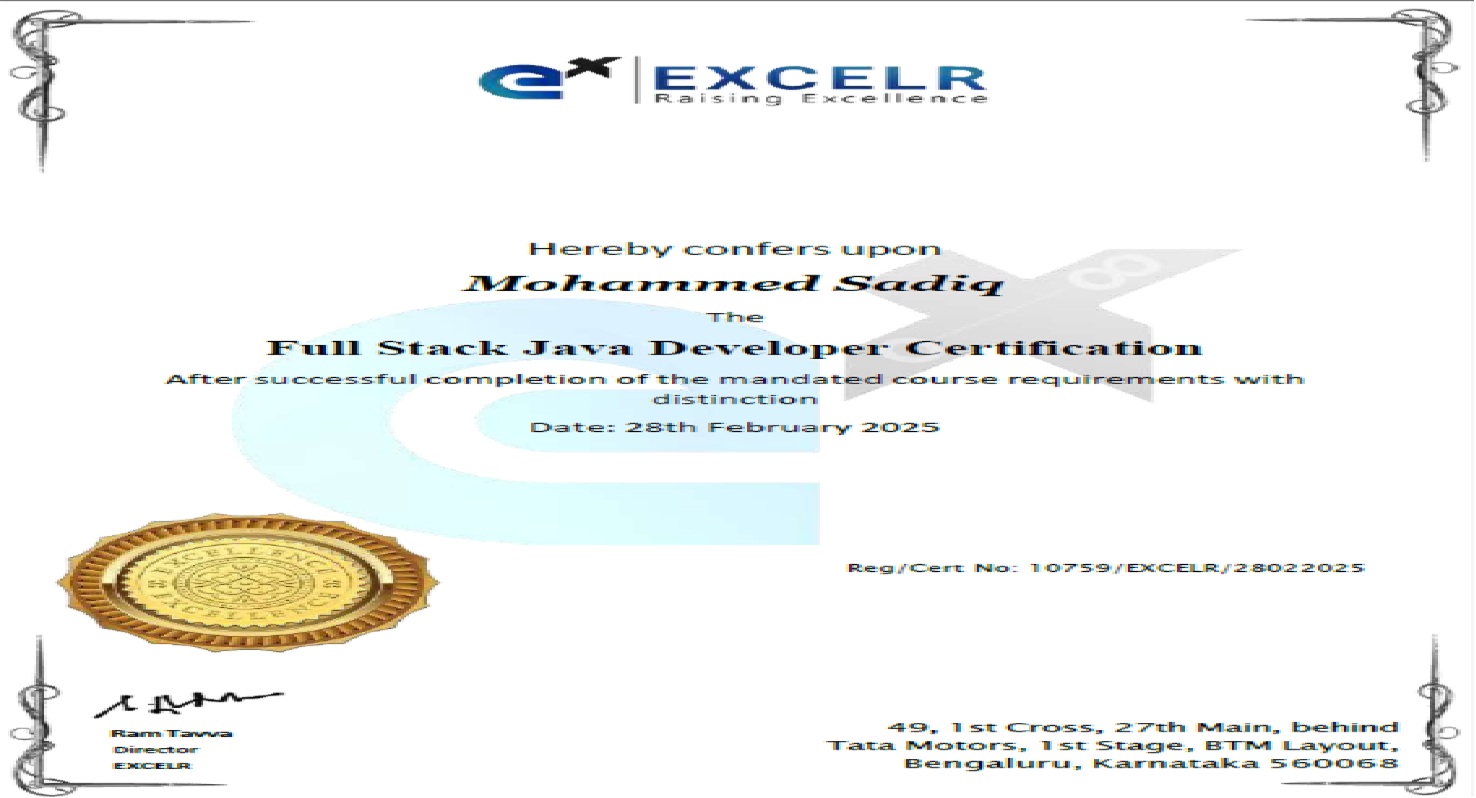 EXCELR
Raising Excellence
Hereby confers upon
Mohammed Sadiq
The
Full Stack Java Developer Certification
After successful completion of the mandated course requirements with
distinction
Date: 28th February 2025
EXCELLENCE
EXCELLENCE
Reg/Cert No: 10759/EXCELR/28022025
Ram Tavva
Director
EXCELR
49, 1st Cross, 27th Main, behind
Tata Motors, 1st Stage, BTM Layout,
Bengaluru, Karnataka 560068